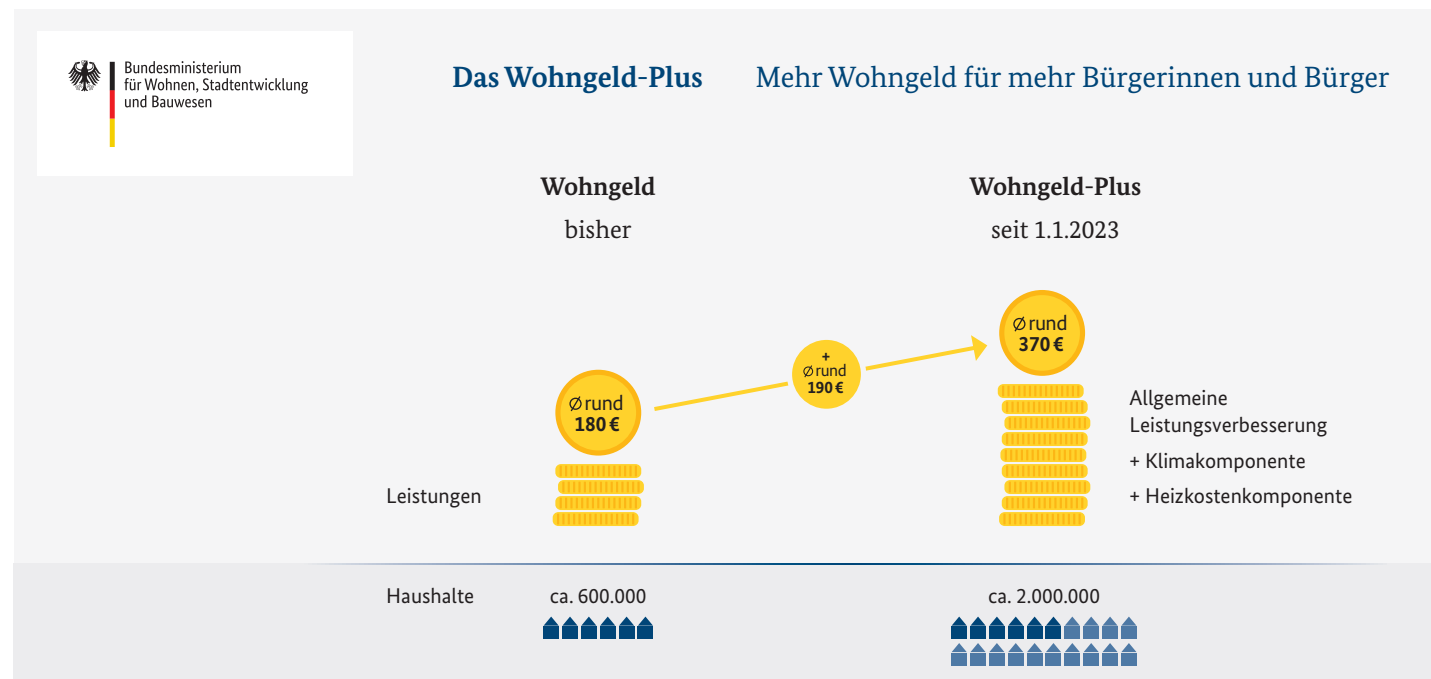 Bundesministerium
für Wohnen, Stadtentwicklung
und Bauwesen
Das Wohngeld-Plus Mehr Wohngeld für mehr Bürgerinnen und Bürger
Wohngeld
bisher
Wohngeld-Plus
seit 1.1.2023
Ø rund
180 €
+
Ø rund
190 €
Ø rund
370 €
Allgemeine
Leistungsverbesserung
+ Klimakomponente
+ Heizkostenkomponente
Leistungen
Haushalte
ca. 600.000
ca. 2.000.000